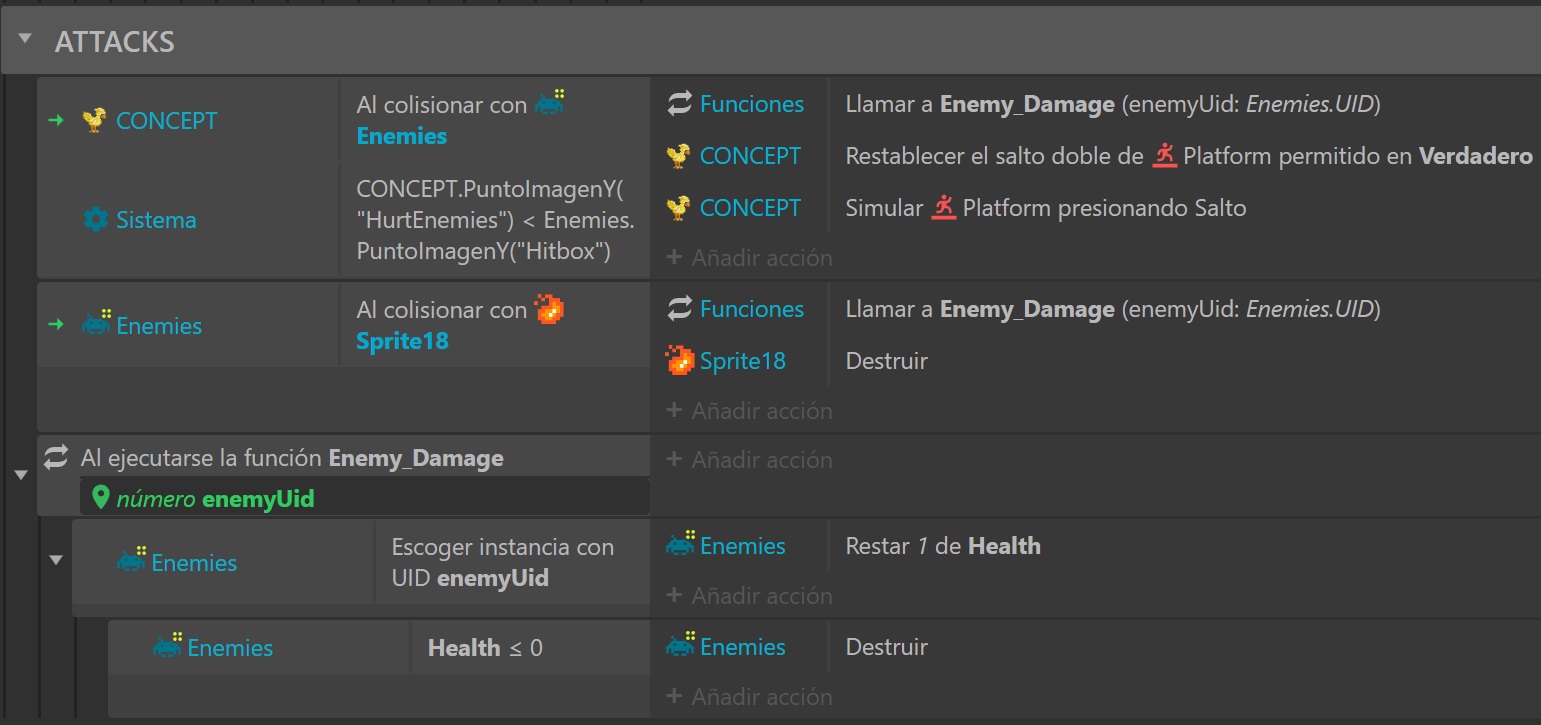 ATTACKS
CONCEPT
Al colisionar con
Enemies
Sistema
CONCEPT.PuntoImagenY(
"HurtEnemies") < Enemies.
PuntoImagenY("Hitbox")
Funciones
Llamar a Enemy_Damage (enemyUid: Enemies.UID)
CONCEPT
Restablecer el salto doble de Platform permitido en Verdadero
CONCEPT
Simular Platform presionando Salto
+ Añadir acción
Enemies
Al colisionar con
Sprite18
Funciones
Llamar a Enemy_Damage (enemyUid: Enemies.UID)
Sprite18
Destruir
+ Añadir acción
Al ejecutarse la función Enemy_Damage
número enemyUid
+ Añadir acción
Enemies
Escoger instancia con
UID enemyUid
Enemies
Restar 1 de Health
+ Añadir acción
Enemies
Health ≤ 0
Enemies
Destruir
+ Añadir acción